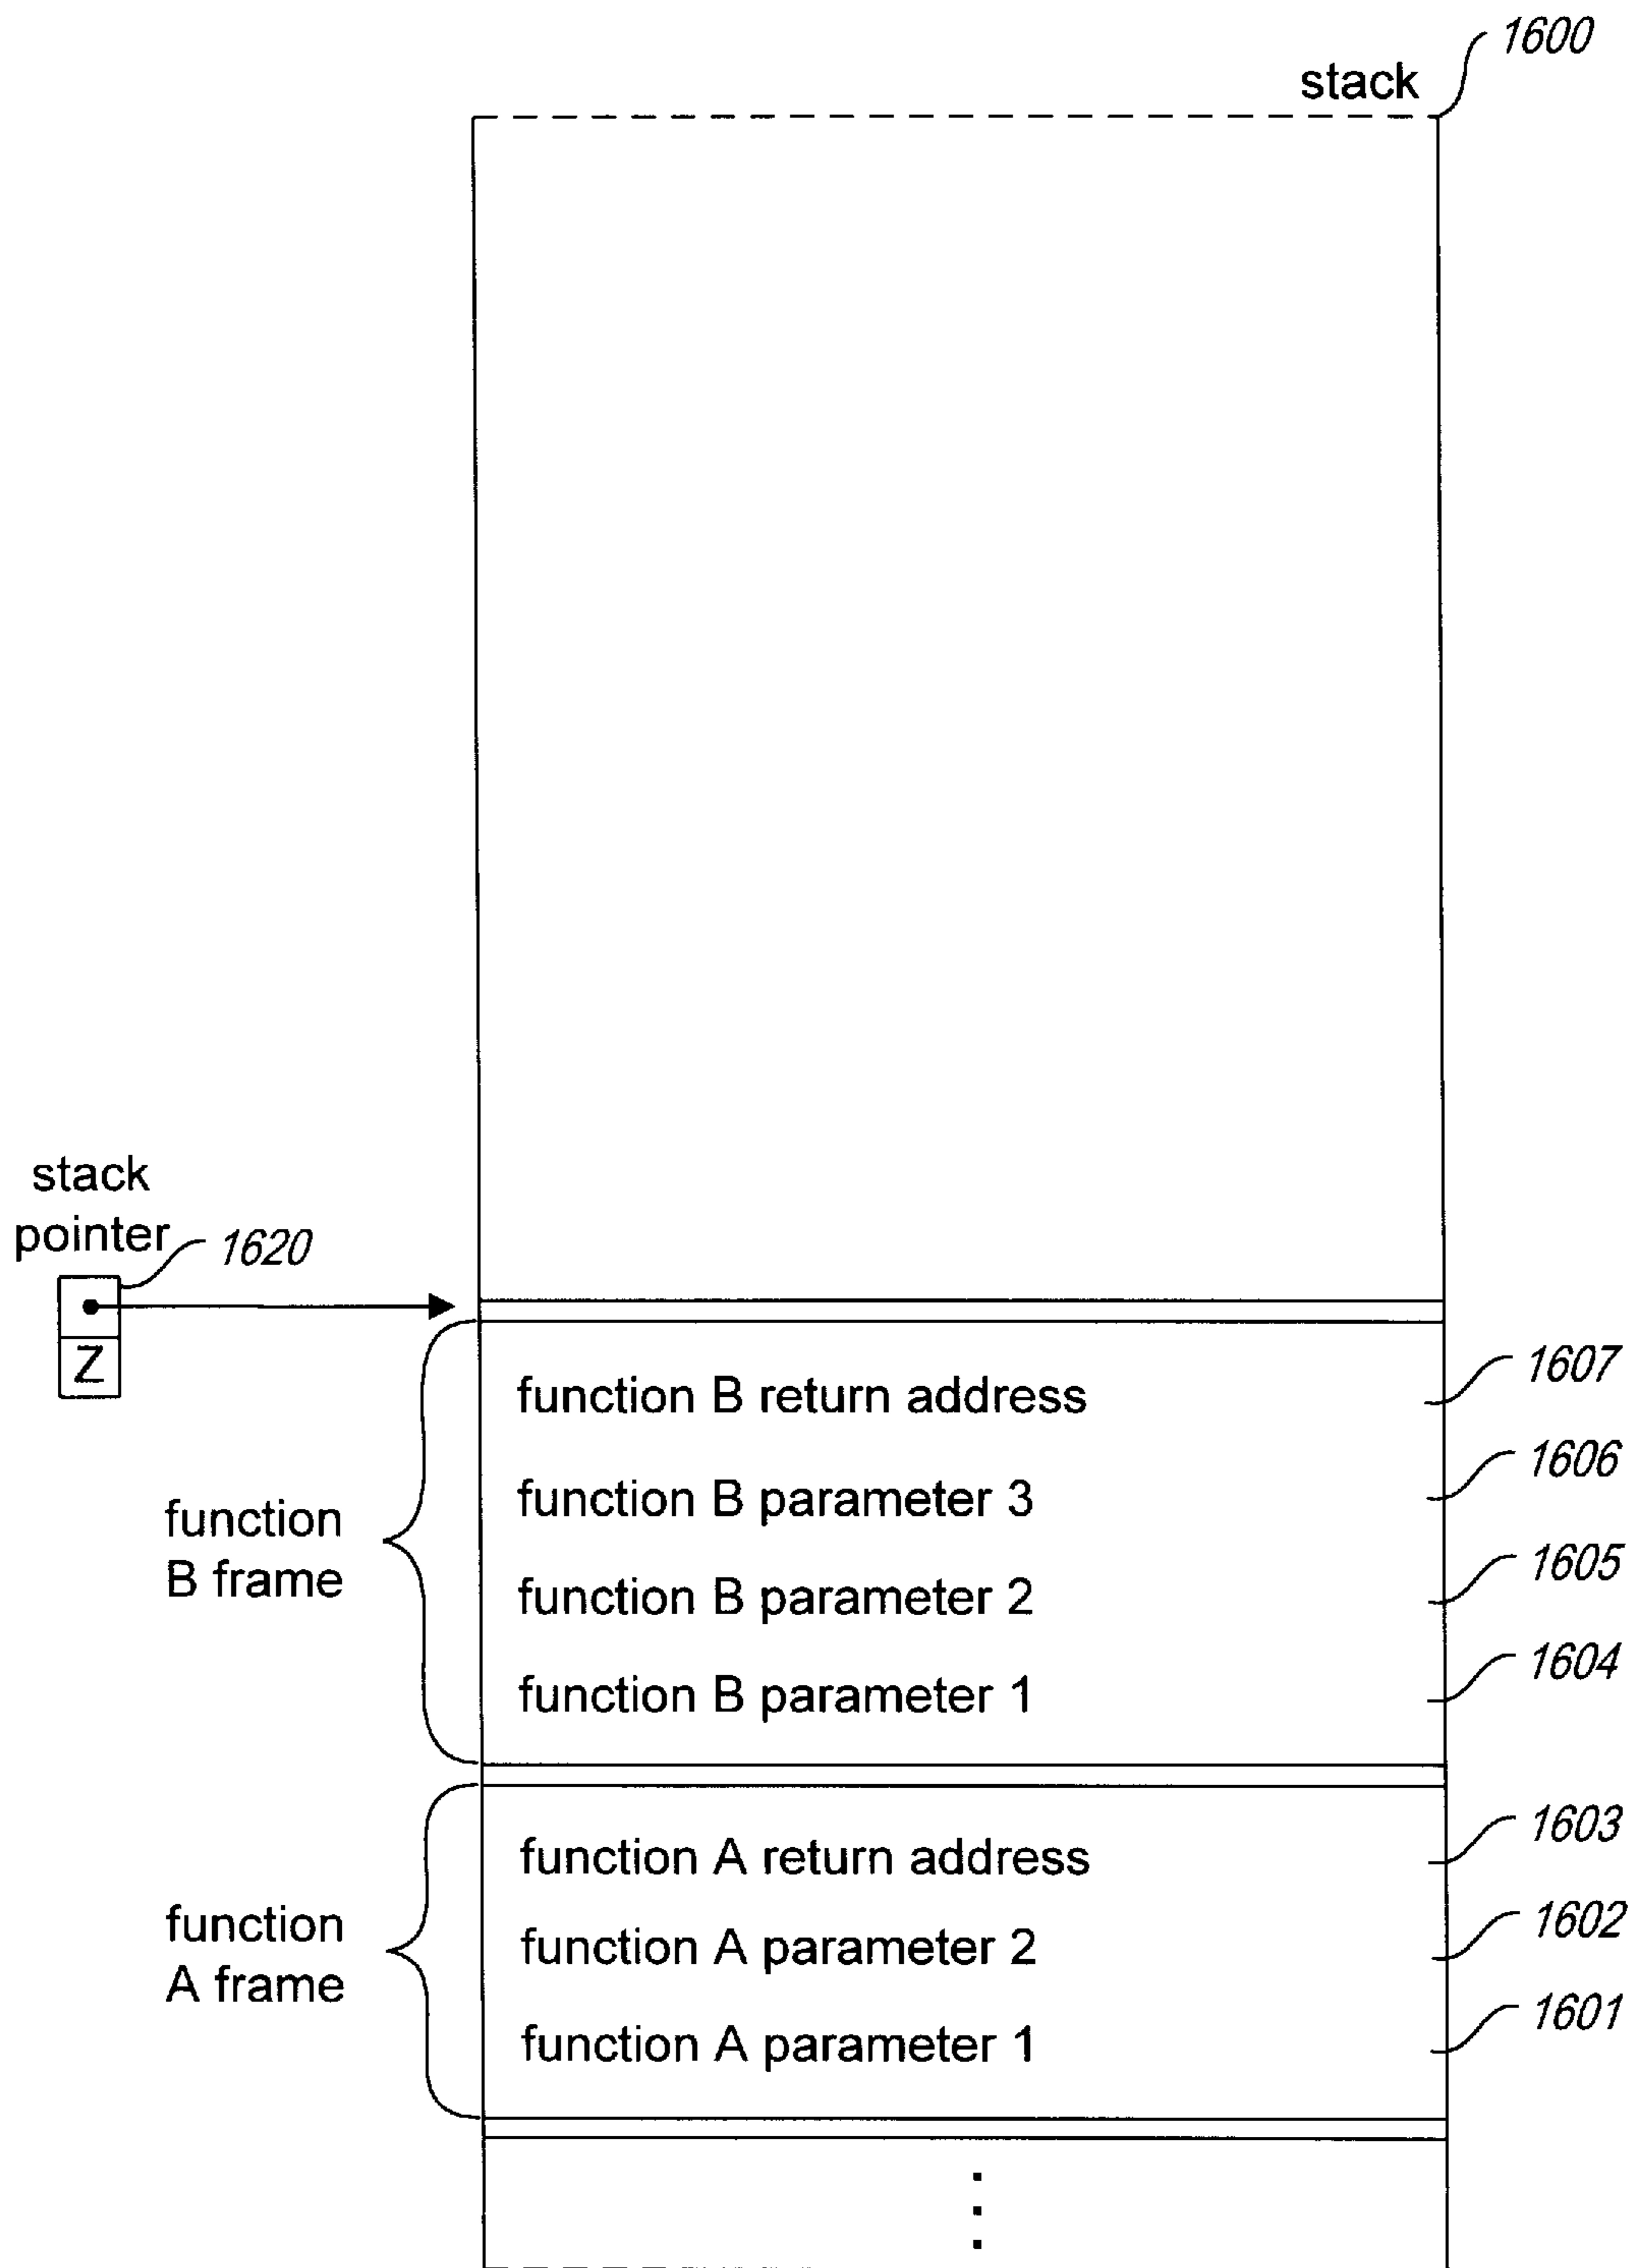 1600
stack
stack
pointer
1620
Z
function B return address
1607
function B parameter 3
1606
function
B frame
function B parameter 2
1605
function B parameter 1
1604
function A return address
1603
function
A frame
function A parameter 2
1602
function A parameter 1
1601